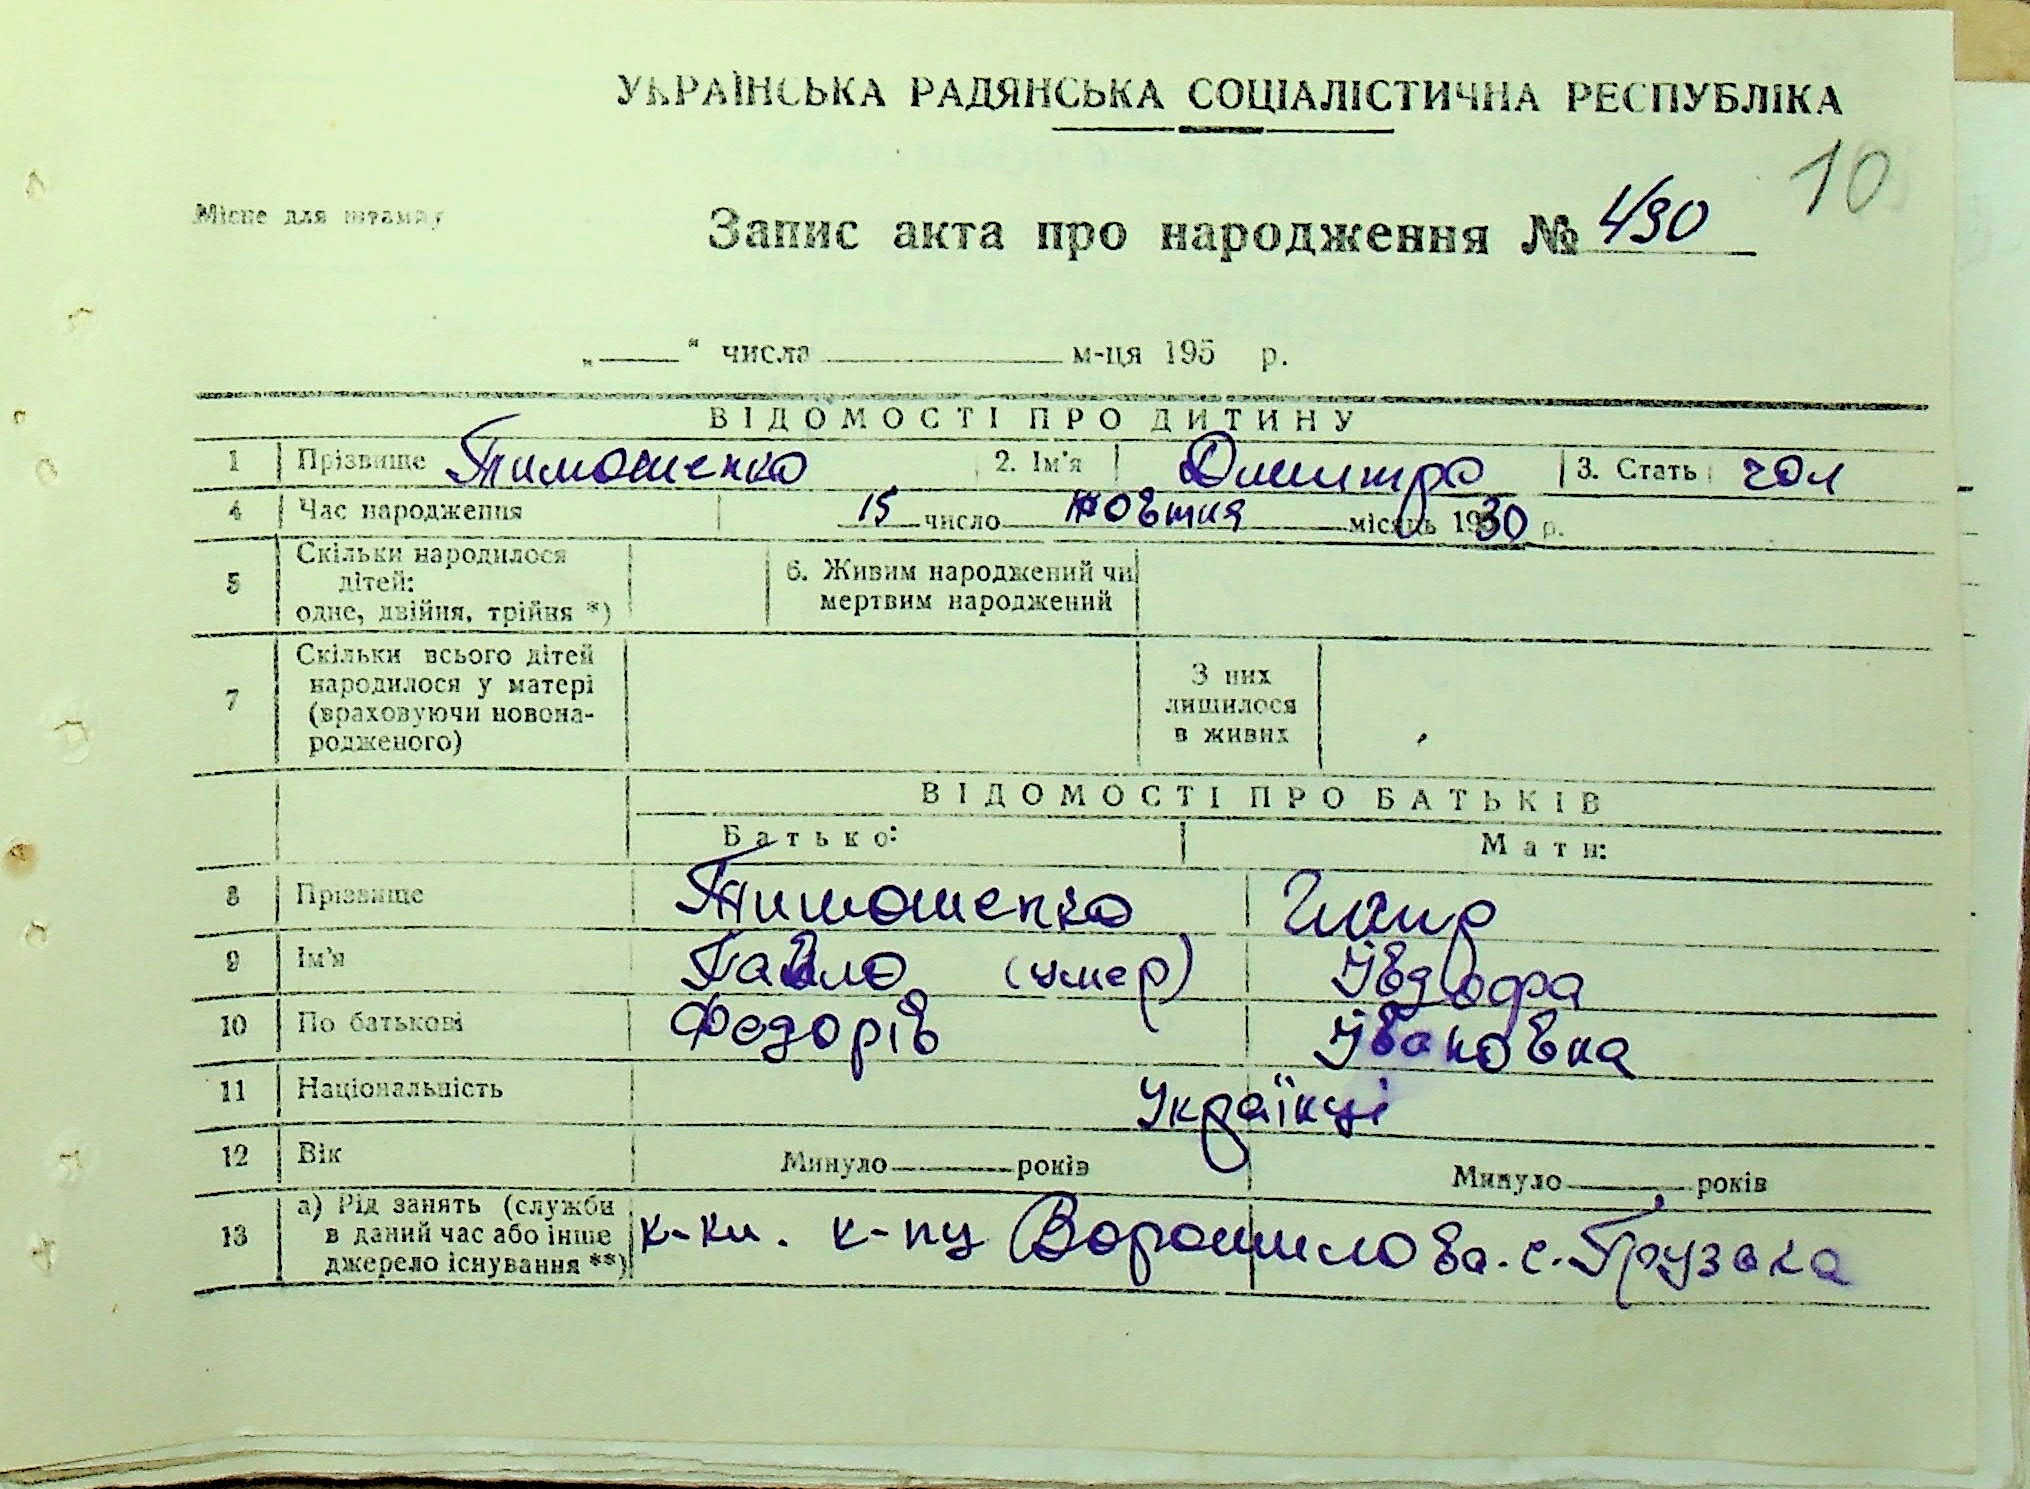 УКРАЇНСЬКА РАДЯНСЬКА СОЦІАЛІСТИЧНА РЕСПУБЛІКА
10
Місце для штампу
Запис акта про народження № 490
„ “ числа м-ця 195 р.
ВІДОМОСТІ ПРО ДИТИНУ
1 Прізвище Тимошенко 2. Ім'я Дмитро 3. Стать чол
4 Час народження 15 число жовтня місяць 1930 р.
5 Скільки народилося дітей: одне, двійня, трійня *) 6. Живим народжений чи мертвим народжений
7 Скільки всього дітей народилося у матері (враховуючи новонародженого) З них лишилося в живих
ВІДОМОСТІ ПРО БАТЬКІВ
Батько: Мати:
8 Прізвище Тимошенко
9 Ім'я Павло (умер) Ївдофа
10 По батькові Федорів Івановна
11 Національність Українці
12 Вік Минуло років Минуло років
13 а) Рід занять (служби в даний час або інше джерело існування **) к-ки. к-пу Ворошилова. с. Грузька